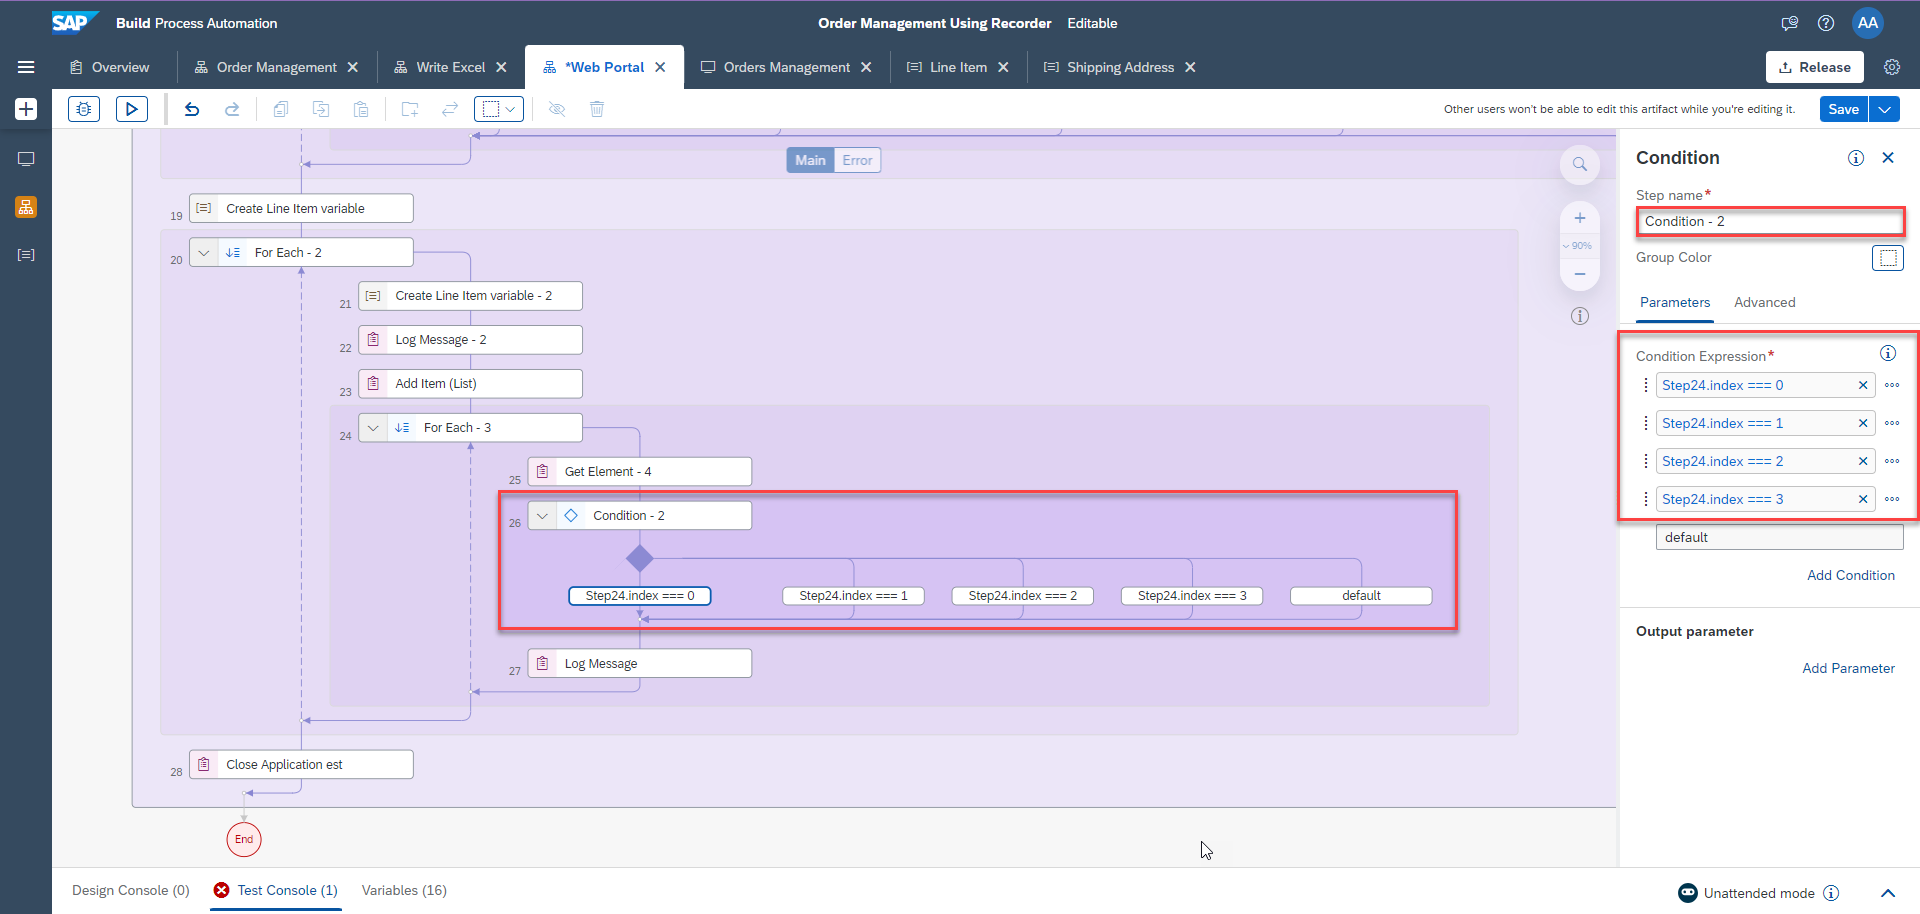 SAP Build Process Automation
Order Management Using Recorder Editable
AA
Overview
Order Management
Write Excel
*Web Portal
Orders Management
Line Item
Shipping Address
Release
Other users won't be able to edit this artifact while you're editing it.
Save
Main Error
90%
19 Create Line Item variable
20 For Each - 2
21 Create Line Item variable - 2
22 Log Message - 2
23 Add Item (List)
24 For Each - 3
25 Get Element - 4
26 Condition - 2
Step24.index === 0
Step24.index === 1
Step24.index === 2
Step24.index === 3
default
27 Log Message
28 Close Application est
End
Condition
Step name*
Condition - 2
Group Color
Parameters Advanced
Condition Expression*
Step24.index === 0
Step24.index === 1
Step24.index === 2
Step24.index === 3
default
Add Condition
Output parameter
Add Parameter
Design Console (0) Test Console (1) Variables (16)
Unattended mode